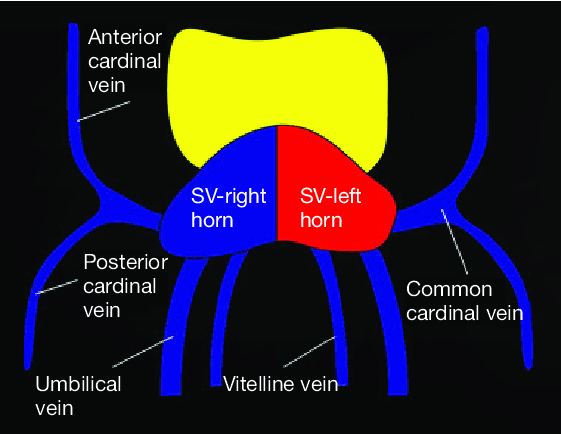 Anterior
cardinal
vein
SV-right
horn
SV-left
horn
Posterior
cardinal
vein
Common
cardinal vein
Umbilical
vein
Vitelline vein